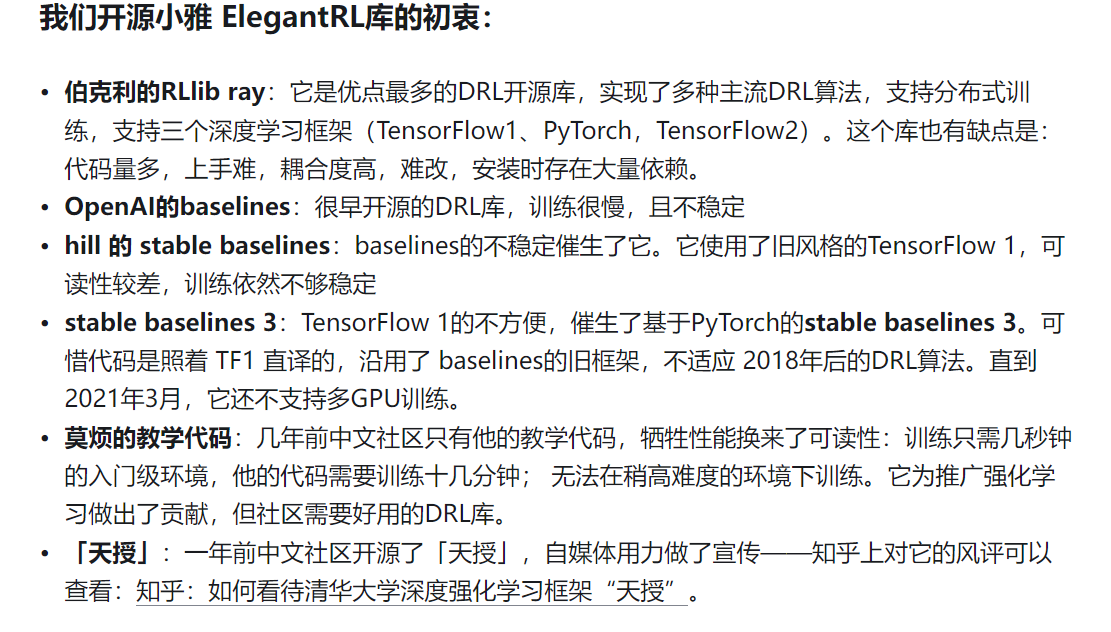 我们开源小雅 ElegantRL库的初衷：
• 伯克利的RLlib ray：它是优点最多的DRL开源库，实现了多种主流DRL算法，支持分布式训
练，支持三个深度学习框架（TensorFlow1、PyTorch，TensorFlow2）。这个库也有缺点是：
代码量多，上手难，耦合度高，难改，安装时存在大量依赖。
• OpenAI的baselines：很早开源的DRL库，训练很慢，且不稳定
• hill 的 stable baselines：baselines的不稳定催生了它。它使用了旧风格的TensorFlow 1，可
读性较差，训练依然不够稳定
• stable baselines 3：TensorFlow 1的不方便，催生了基于PyTorch的stable baselines 3。可
惜代码是照着 TF1 直译的，沿用了 baselines的旧框架，不适应 2018年后的DRL算法。直到
2021年3月，它还不支持多GPU训练。
• 莫烦的教学代码：几年前中文社区只有他的教学代码，牺牲性能换来了可读性：训练只需几秒钟
的入门级环境，他的代码需要训练十几分钟； 无法在稍高难度的环境下训练。它为推广强化学
习做出了贡献，但社区需要好用的DRL库。
• 「天授」：一年前中文社区开源了「天授」，自媒体用力做了宣传——知乎上对它的风评可以
查看：知乎：如何看待清华大学深度强化学习框架“天授” 。